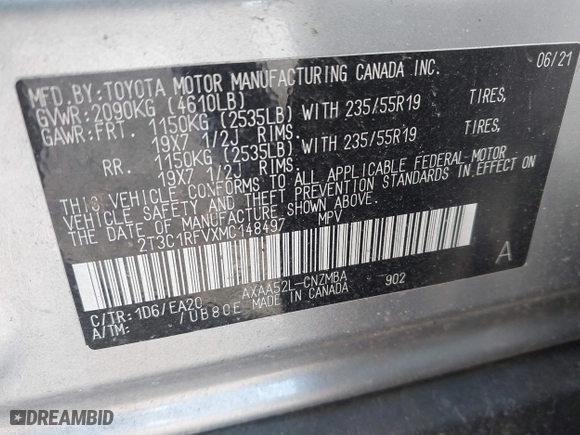 MFD. BY: TOYOTA MOTOR MANUFACTURING CANADA INC. 06/21
GVWR: 2090KG (4610LB)
GAWR: FRT. 1150KG (2535LB) WITH 235/55R19 TIRES,
19X7 1/2J RIMS.
RR. 1150KG (2535LB) WITH 235/55R19 TIRES,
19X7 1/2J RIMS.
THIS VEHICLE CONFORMS TO ALL APPLICABLE FEDERAL MOTOR
VEHICLE SAFETY AND THEFT PREVENTION STANDARDS IN EFFECT ON
THE DATE OF MANUFACTURE SHOWN ABOVE.
2T3C1RFVXMC148497 MPV
A
AXAA52L-CNZMBA 902
C/TR: 1D6/EA20
A/TM: /UB80E MADE IN CANADA
DREAMBID